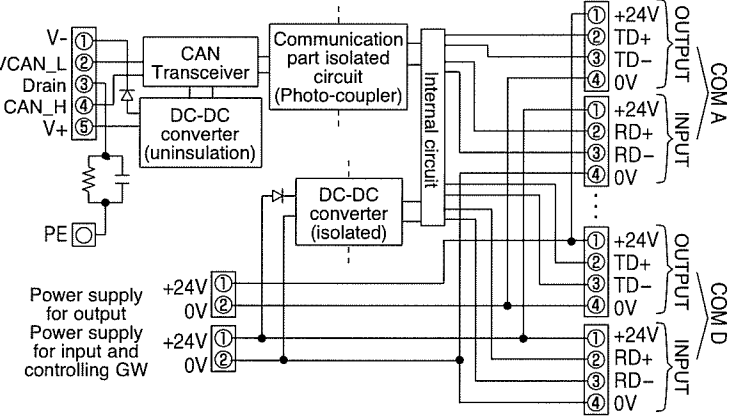 V-
①
VCAN_L
②
Drain
③
CAN_H
④
V+
⑤
PE
CAN
Transceiver
DC-DC
converter
(uninsulation)
Communication
part isolated
circuit
(Photo-coupler)
DC-DC
converter
(isolated)
Internal circuit
Power supply
for output
+24V ①
0V ②
Power supply
for input and
controlling GW
+24V ①
0V ②
① +24V
② TD+
③ TD-
④ 0V
OUTPUT
① +24V
② RD+
③ RD-
④ 0V
INPUT
COM A
① +24V
② TD+
③ TD-
④ 0V
OUTPUT
① +24V
② RD+
③ RD-
④ 0V
INPUT
COM D